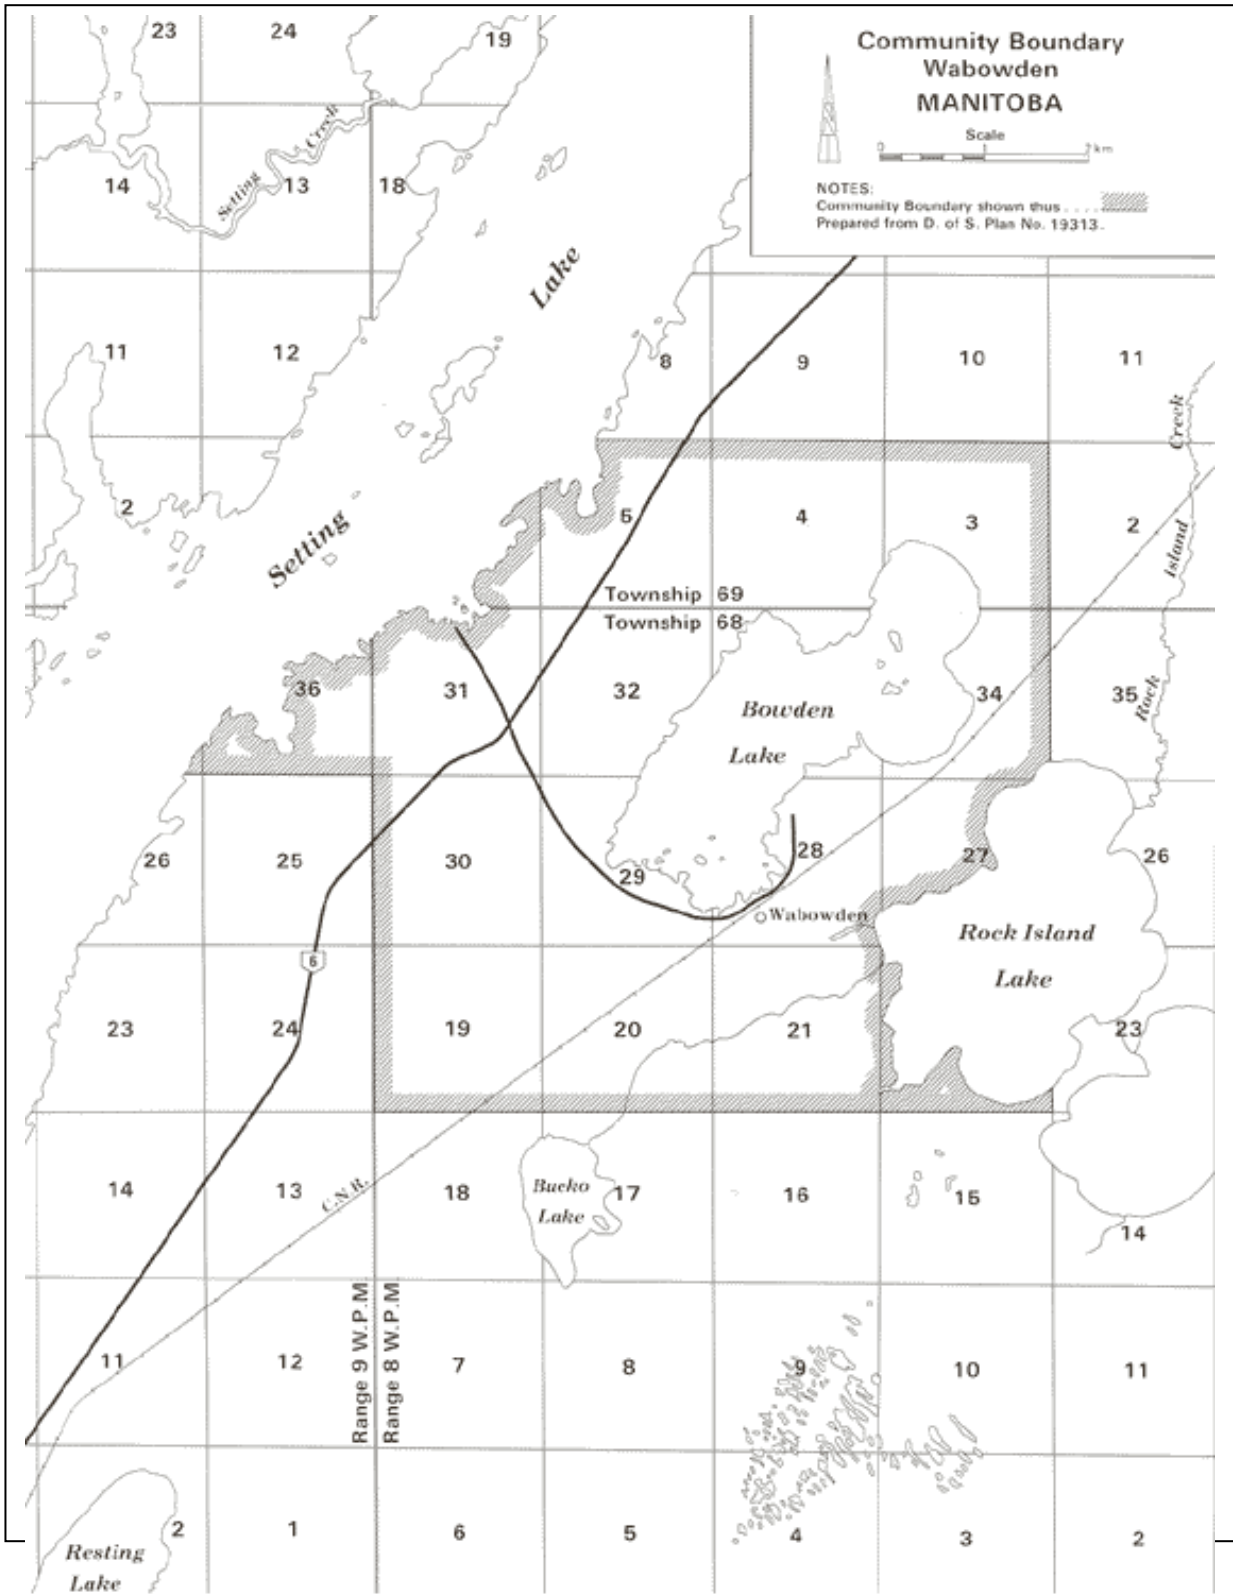 Community Boundary
Wabowden
MANITOBA
Scale
0 1 2 km
NOTES:
Community Boundary shown thus . . . .
Prepared from D. of S. Plan No. 19313.
23 24 19
Setting Creek
14 13 18
Lake
11 12 8 9 10 11
Creek
Setting
2 5 4 3 2
Island
Township 69
Township 68
36 31 32 34 35
Rock
Bowden
Lake
26 25 30 29 28 27 26
Wabowden
Rock Island
Lake
6
23 24 19 20 21 23
14 13 18 17 16 15 14
C.N.R.
Bucko
Lake
Range 9 W.P.M
Range 8 W.P.M
11 12 7 8 9 10 11
2 1 6 5 4 3 2
Resting
Lake